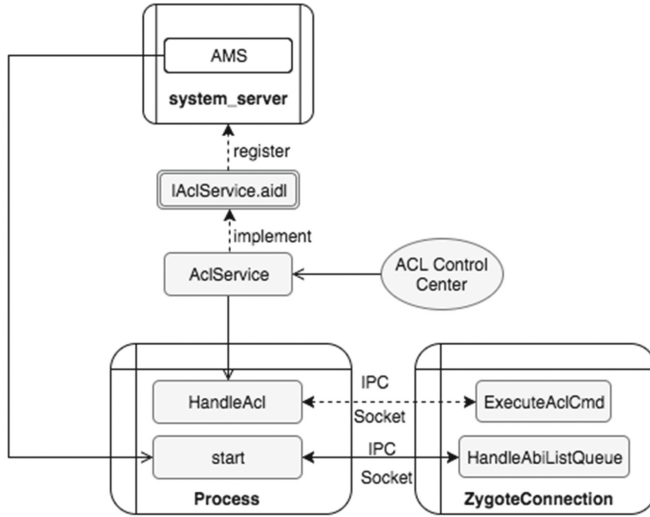 AMS
system_server
register
IAclService.aidl
implement
AclService
ACL Control
Center
HandleAcl
IPC
Socket
ExecuteAclCmd
start
IPC
Socket
HandleAbiListQueue
Process
ZygoteConnection